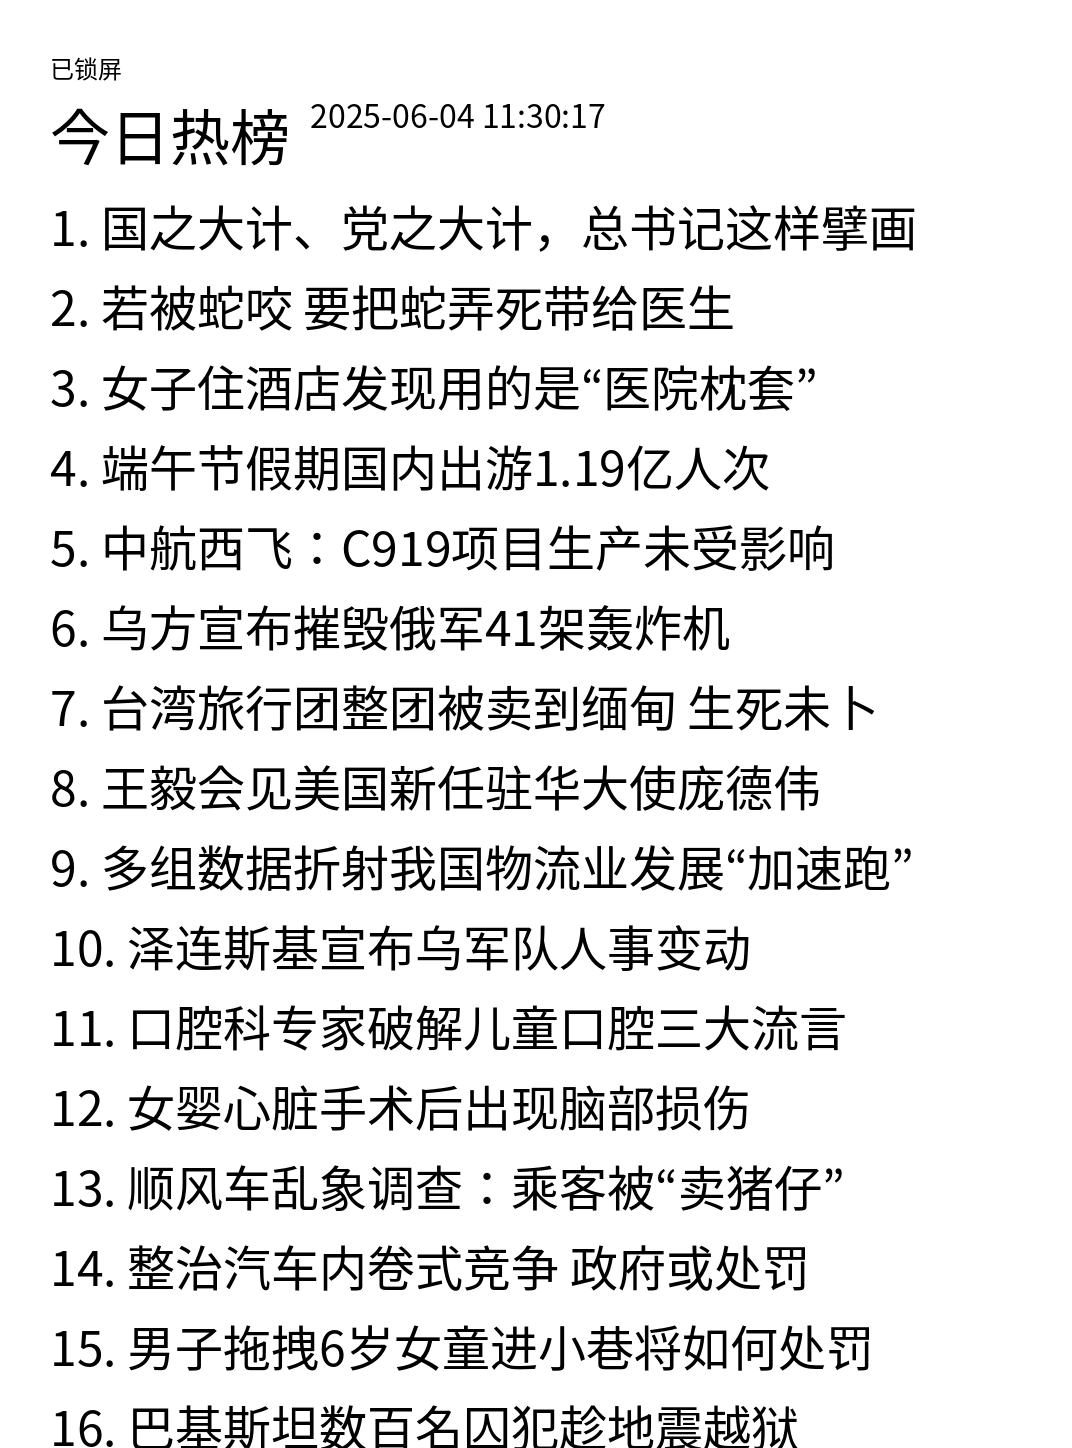 已锁屏
今日热榜 2025-06-04 11:30:17
1. 国之大计、党之大计，总书记这样擘画
2. 若被蛇咬 要把蛇弄死带给医生
3. 女子住酒店发现用的是“医院枕套”
4. 端午节假期国内出游1.19亿人次
5. 中航西飞：C919项目生产未受影响
6. 乌方宣布摧毁俄军41架轰炸机
7. 台湾旅行团整团被卖到缅甸 生死未卜
8. 王毅会见美国新任驻华大使庞德伟
9. 多组数据折射我国物流业发展“加速跑”
10. 泽连斯基宣布乌军队人事变动
11. 口腔科专家破解儿童口腔三大流言
12. 女婴心脏手术后出现脑部损伤
13. 顺风车乱象调查：乘客被“卖猪仔”
14. 整治汽车内卷式竞争 政府或处罚
15. 男子拖拽6岁女童进小巷将如何处罚
16. 巴基斯坦数百名囚犯趁地震越狱